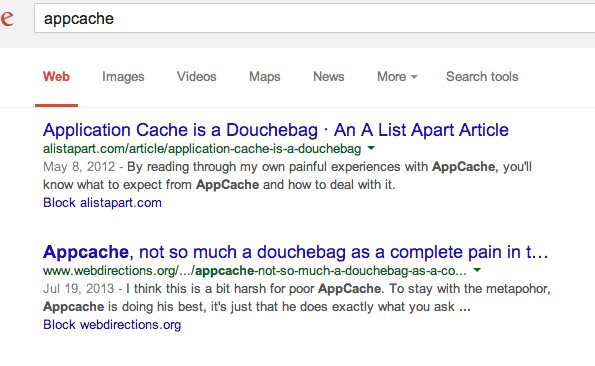 e appcache
Web Images Videos Maps News More Search tools
Application Cache is a Douchebag · An A List Apart Article
alistapart.com/article/application-cache-is-a-douchebag
May 8, 2012 - By reading through my own painful experiences with AppCache, you'll
know what to expect from AppCache and how to deal with it.
Block alistapart.com
Appcache, not so much a douchebag as a complete pain in t...
www.webdirections.org/.../appcache-not-so-much-a-douchebag-as-a-co...
Jul 19, 2013 - I think this is a bit harsh for poor AppCache. To stay with the metapohor,
Appcache is doing his best, it's just that he does exactly what you ask ...
Block webdirections.org